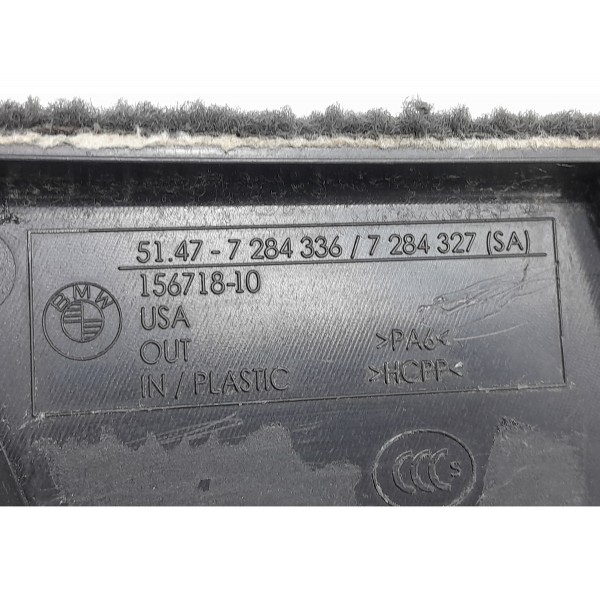 51.47 - 7 284 336 / 7 284 327 (SA)
156718-10
BMW
USA
OUT >PA6<
IN / PLASTIC >HCPP<
CCC S